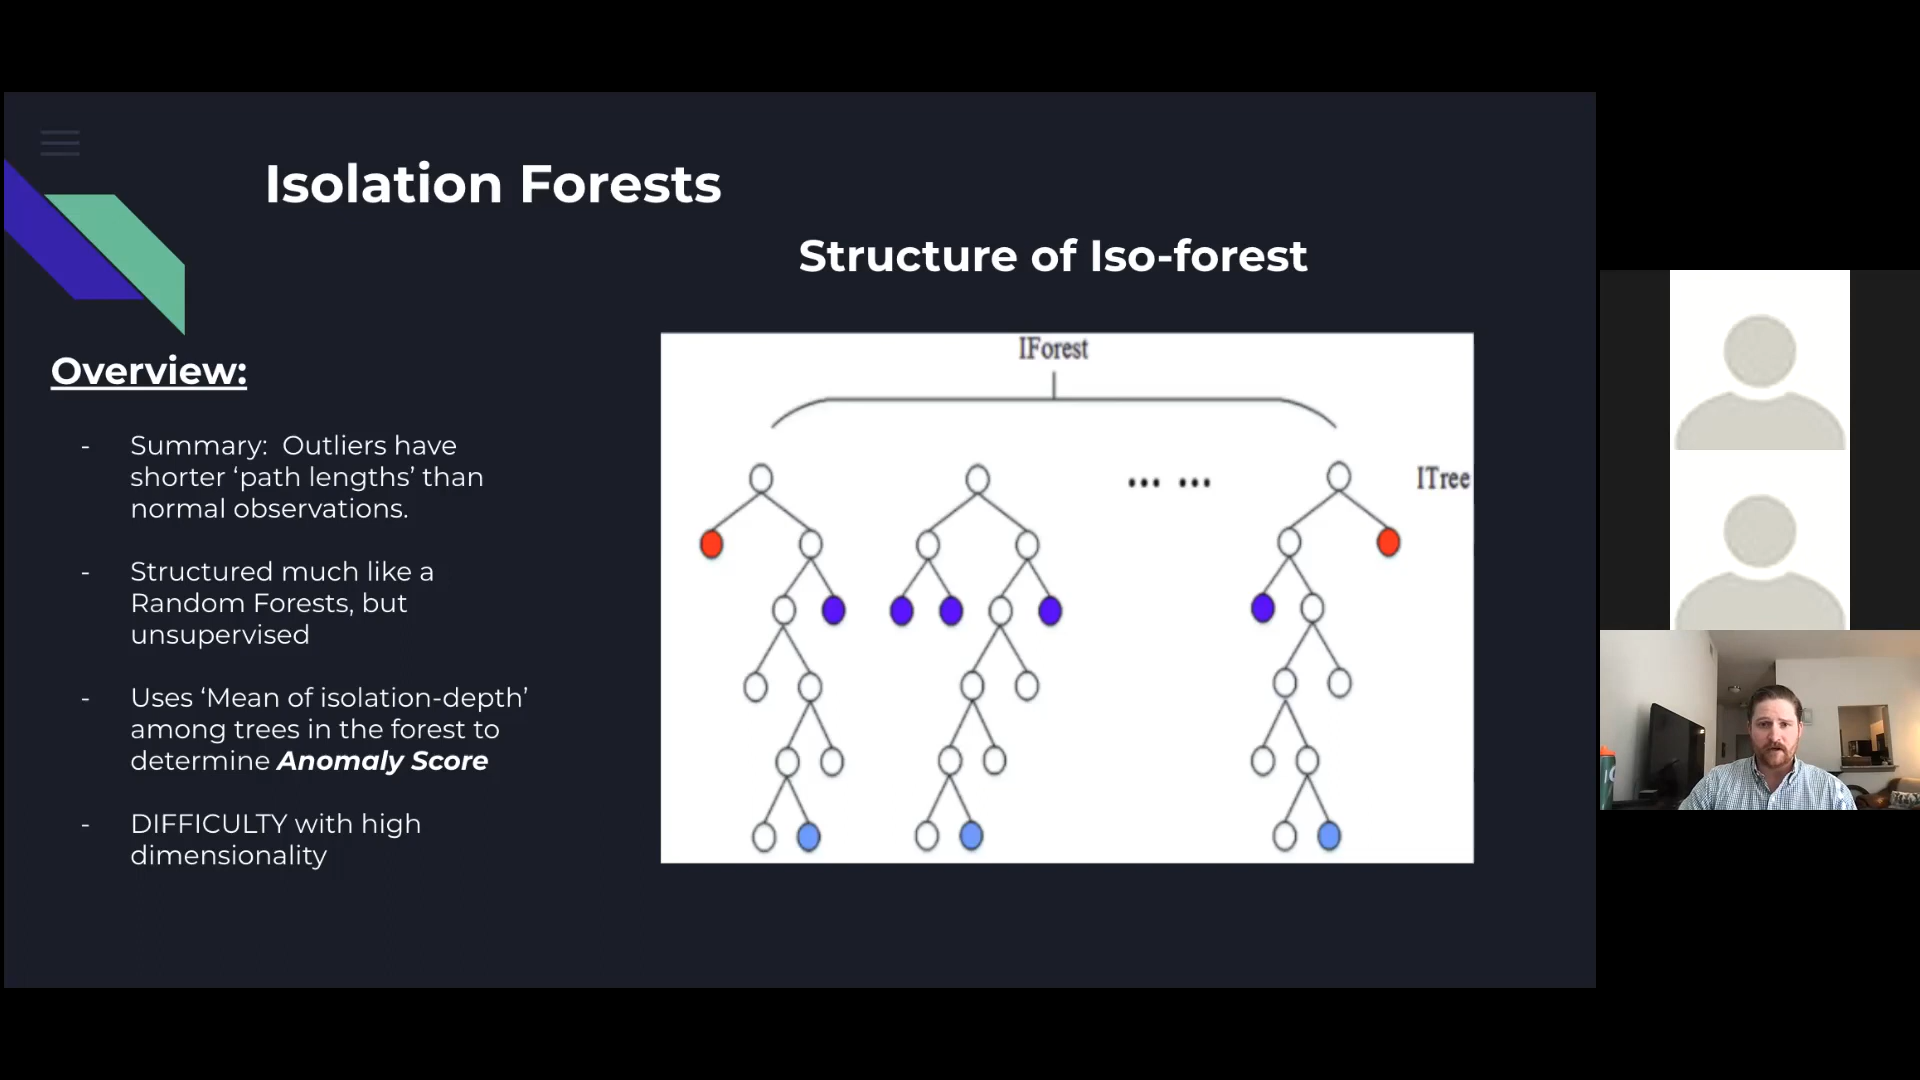 Isolation Forests
Structure of Iso-forest
Overview:
- Summary:  Outliers have
shorter ‘path lengths’ than
normal observations.
- Structured much like a
Random Forests, but
unsupervised
- Uses ‘Mean of isolation-depth’
among trees in the forest to
determine Anomaly Score
- DIFFICULTY with high
dimensionality
IForest
... ...
ITree